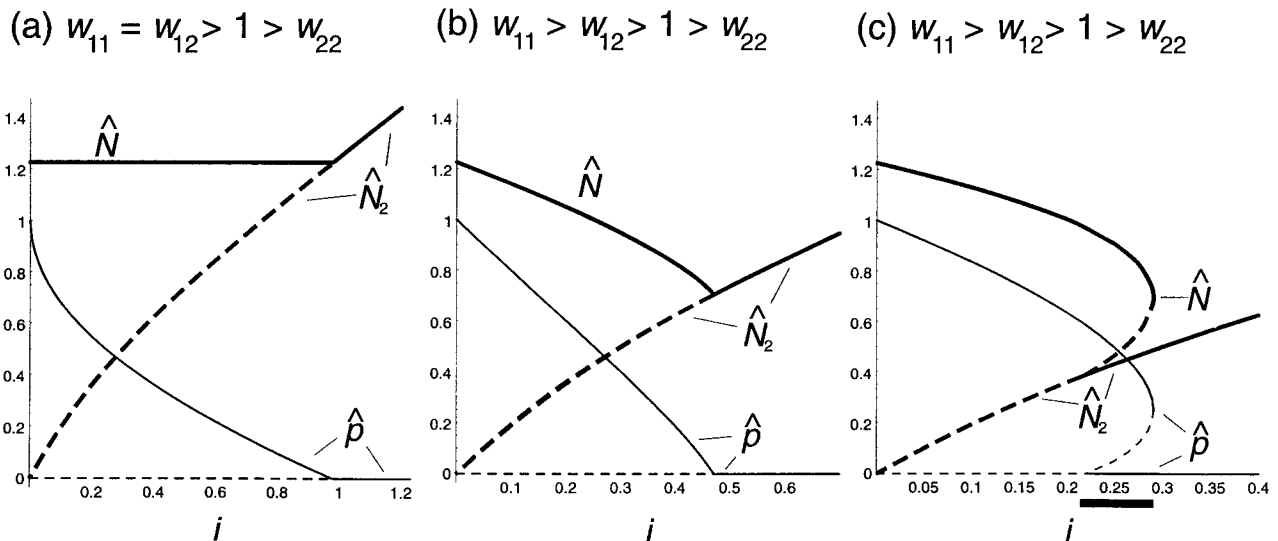 (a) w₁₁ = w₁₂ > 1 > w₂₂
1.4
1.2
1
0.8
0.6
0.4
0.2
0
N̂
N̂₂
p̂
0.2 0.4 0.6 0.8 1 1.2
i
(b) w₁₁ > w₁₂ > 1 > w₂₂
1.4
1.2
1
0.8
0.6
0.4
0.2
0
N̂
N̂₂
p̂
0.1 0.2 0.3 0.4 0.5 0.6
i
(c) w₁₁ > w₁₂ > 1 > w₂₂
1.4
1.2
1
0.8
0.6
0.4
0.2
0
N̂
N̂₂
p̂
0.05 0.1 0.15 0.2 0.25 0.3 0.35 0.4
i